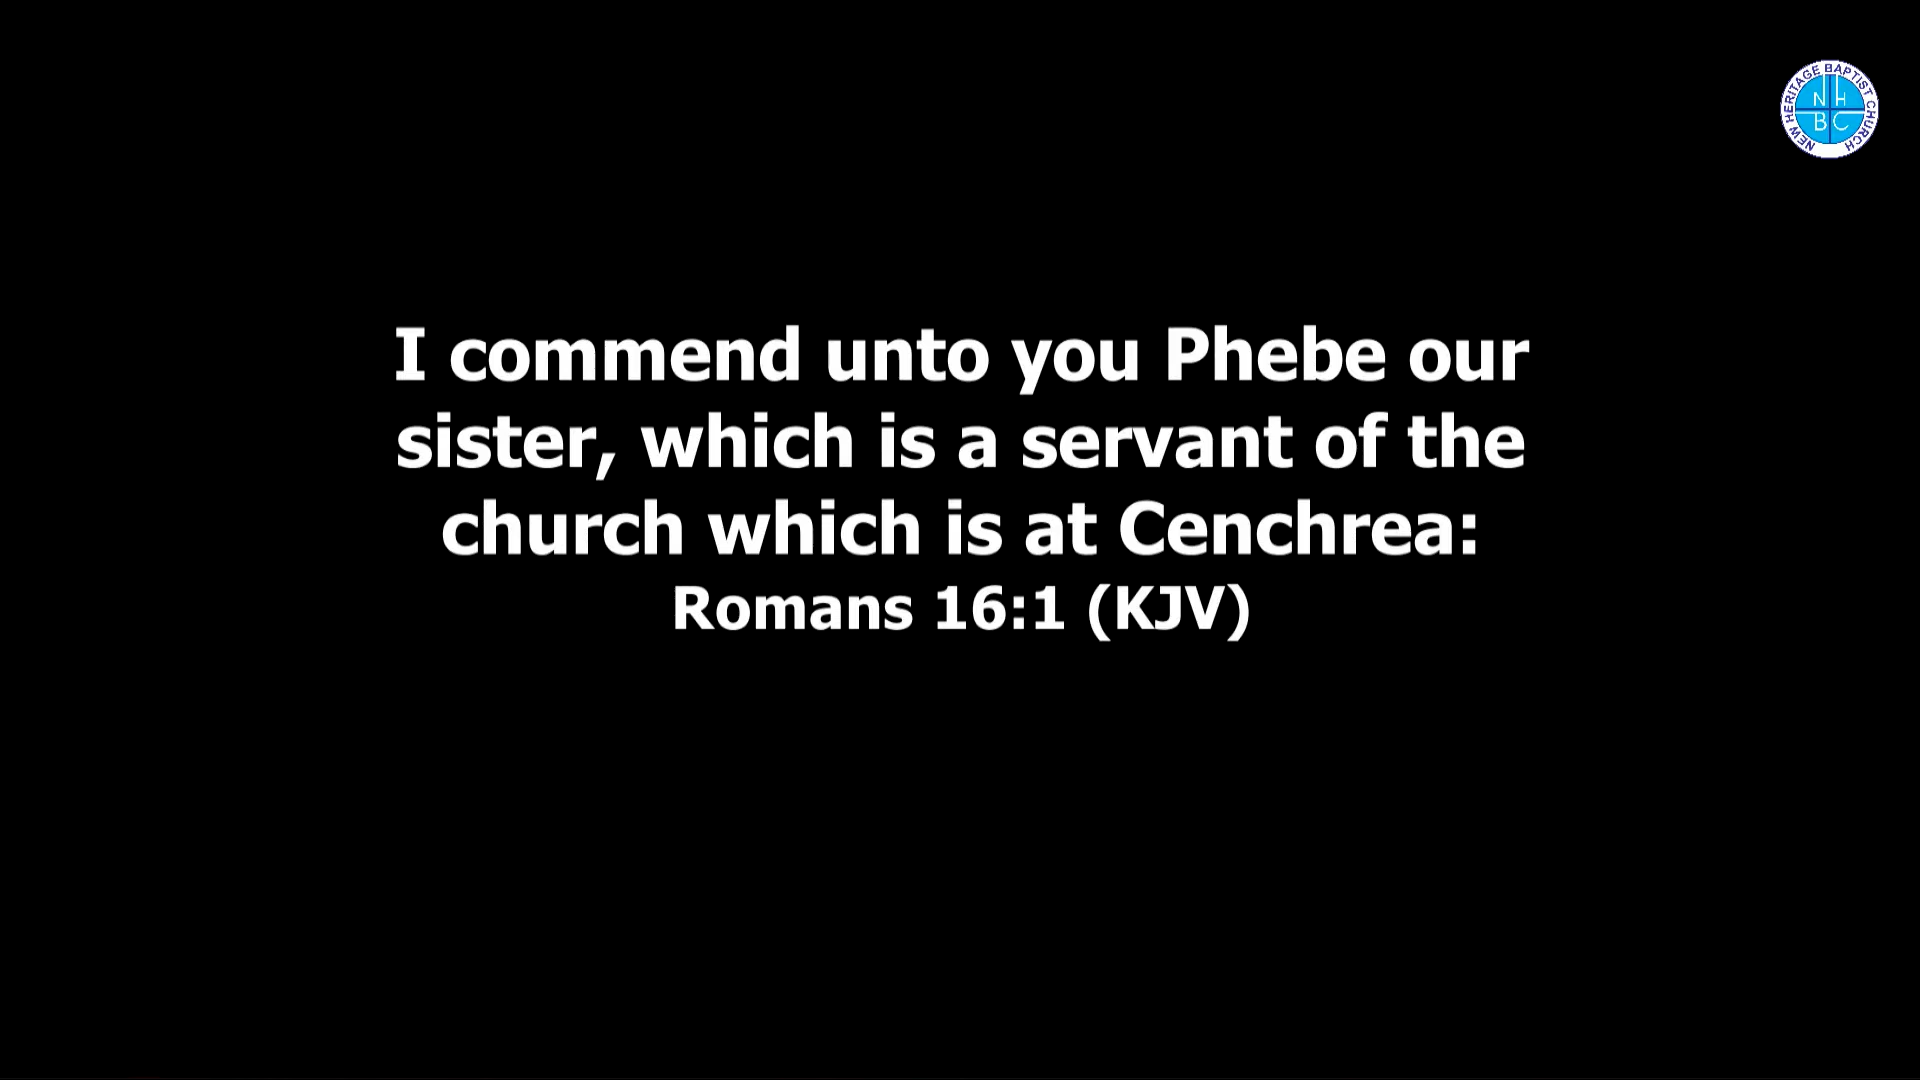 NEW HERITAGE BAPTIST CHURCH
N H
B C
I commend unto you Phebe our
sister, which is a servant of the
church which is at Cenchrea:
Romans 16:1 (KJV)